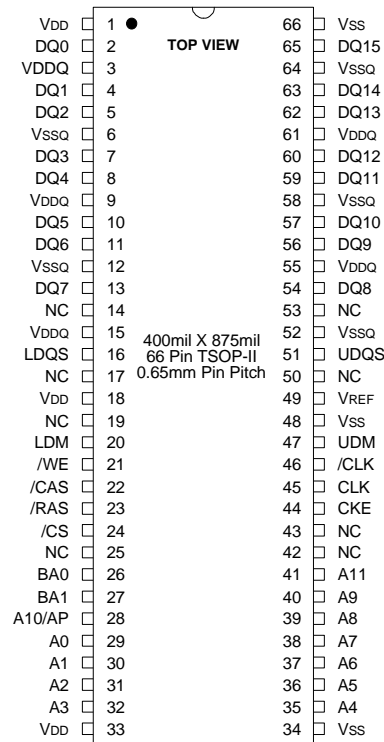 VDD 1 66 VSS
DQ0 2 TOP VIEW 65 DQ15
VDDQ 3 64 VSSQ
DQ1 4 63 DQ14
DQ2 5 62 DQ13
VSSQ 6 61 VDDQ
DQ3 7 60 DQ12
DQ4 8 59 DQ11
VDDQ 9 58 VSSQ
DQ5 10 57 DQ10
DQ6 11 56 DQ9
VSSQ 12 55 VDDQ
DQ7 13 54 DQ8
NC 14 53 NC
VDDQ 15 400mil X 875mil 52 VSSQ
LDQS 16 66 Pin TSOP-II 51 UDQS
NC 17 0.65mm Pin Pitch 50 NC
VDD 18 49 VREF
NC 19 48 VSS
LDM 20 47 UDM
/WE 21 46 /CLK
/CAS 22 45 CLK
/RAS 23 44 CKE
/CS 24 43 NC
NC 25 42 NC
BA0 26 41 A11
BA1 27 40 A9
A10/AP 28 39 A8
A0 29 38 A7
A1 30 37 A6
A2 31 36 A5
A3 32 35 A4
VDD 33 34 VSS